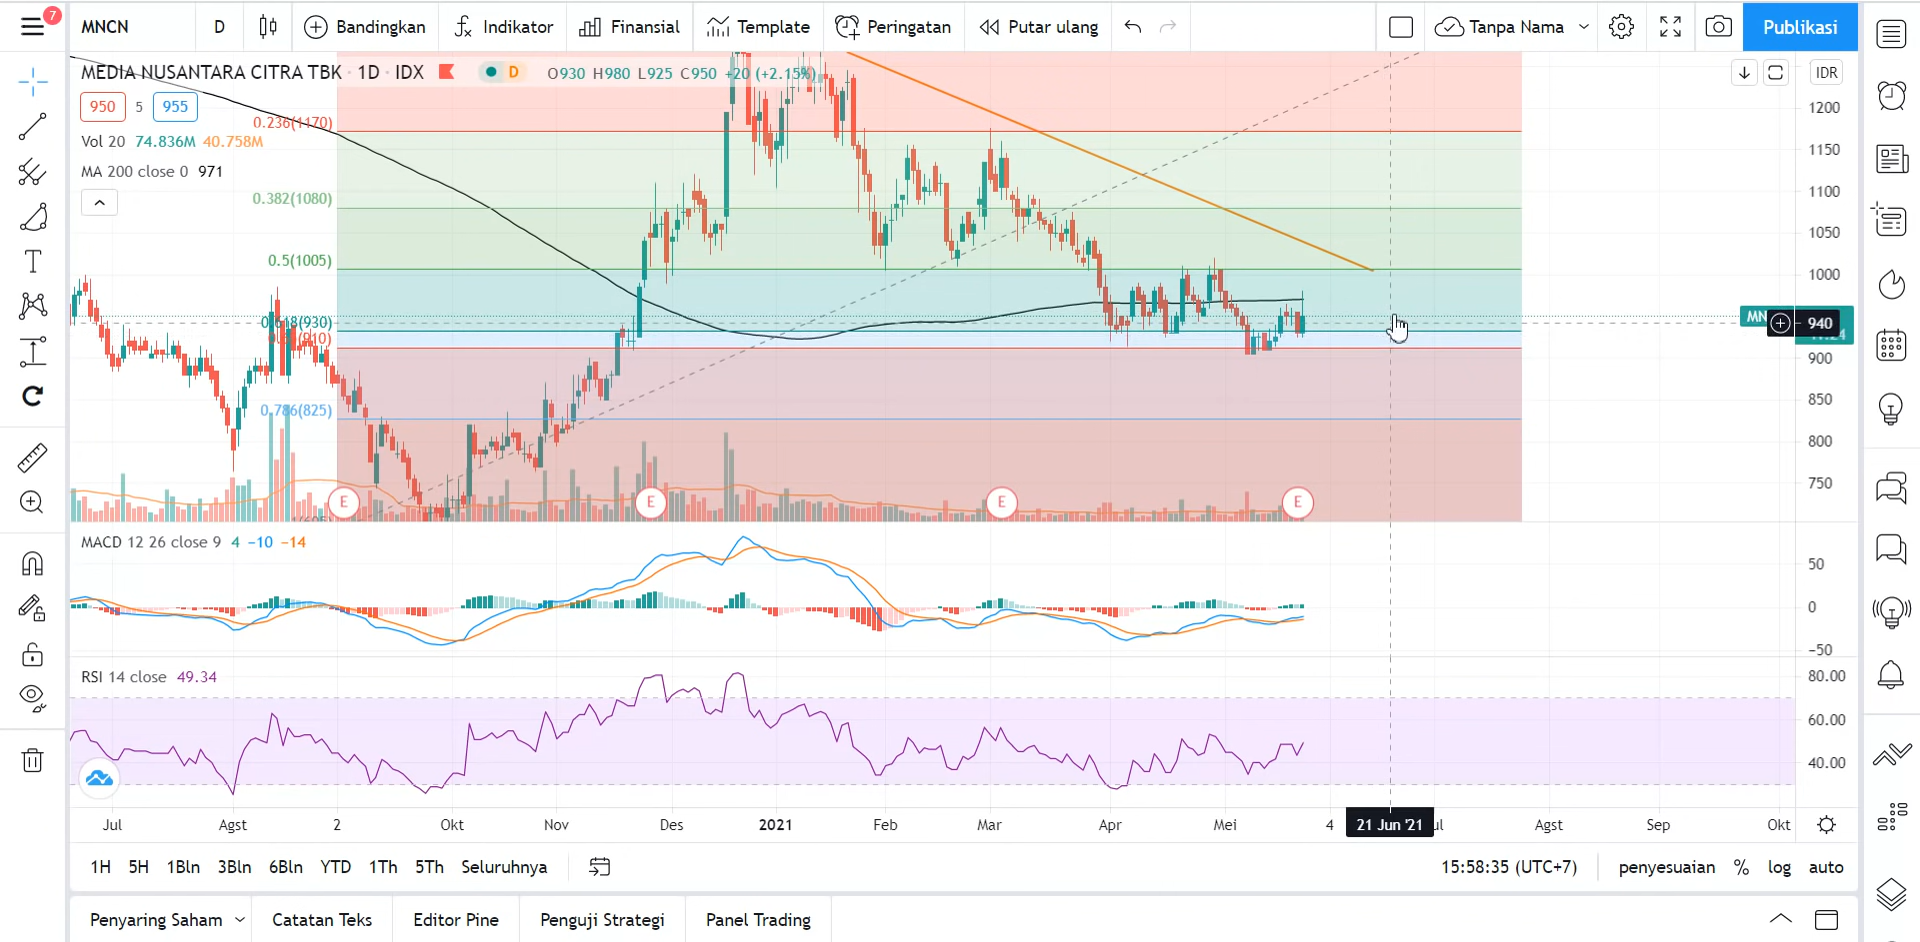 7
MNCN
D
Bandingkan
Indikator
Finansial
Template
Peringatan
Putar ulang
Tanpa Nama
Publikasi
MEDIA NUSANTARA CITRA TBK · 1D · IDX
D
O930 H980 L925 C950 +20 (+2.15%)
IDR
950 5 955
Vol 20 74.836M 40.758M
MA 200 close 0 971
0.236(1170)
0.382(1080)
0.5(1005)
0.618(930)
0.786(825)
1200
1150
1100
1050
1000
MN
940
900
850
800
750
E E E E
MACD 12 26 close 9 4 −10 −14
50
0
−50
RSI 14 close 49.34
80.00
60.00
40.00
Jul Agst 2 Okt Nov Des 2021 Feb Mar Apr Mei 4 21 Jun '21 ul Agst Sep Okt
1H 5H 1Bln 3Bln 6Bln YTD 1Th 5Th Seluruhnya
15:58:35 (UTC+7)
penyesuaian % log auto
Penyaring Saham
Catatan Teks
Editor Pine
Penguji Strategi
Panel Trading